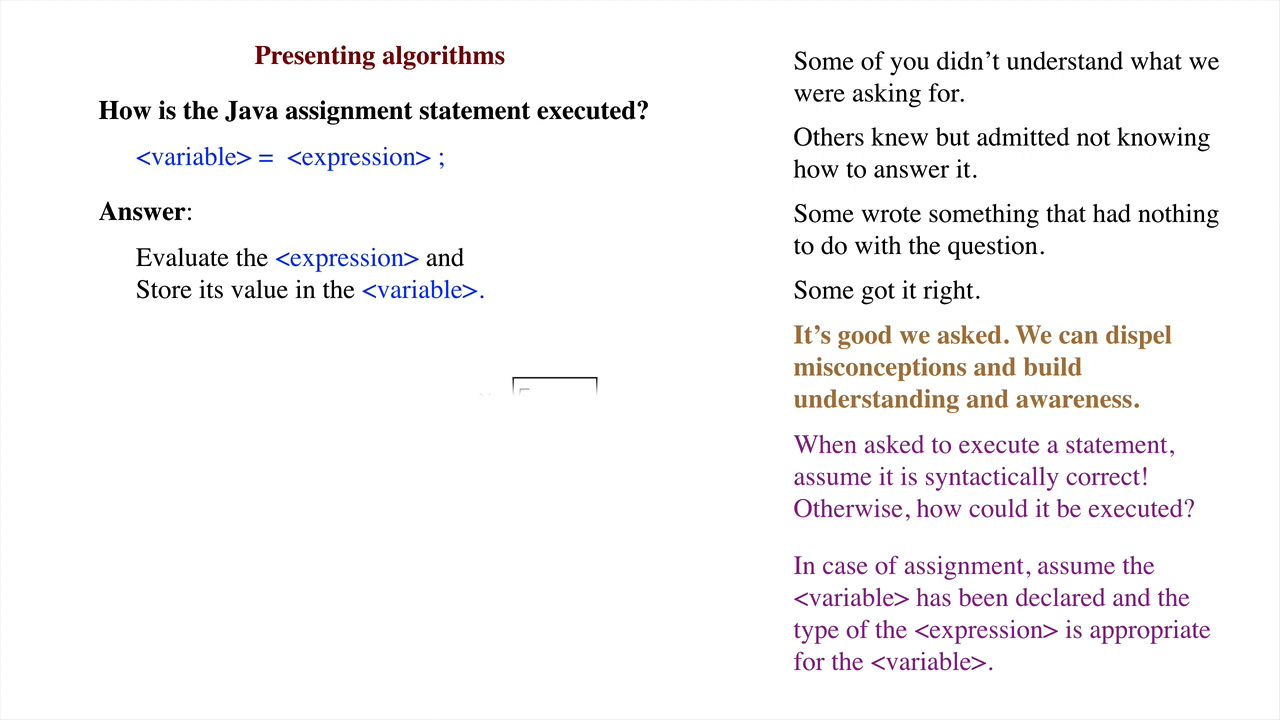 Presenting algorithms
How is the Java assignment statement executed?
<variable> = <expression> ;
Answer:
Evaluate the <expression> and
Store its value in the <variable>.
Some of you didn’t understand what we
were asking for.
Others knew but admitted not knowing
how to answer it.
Some wrote something that had nothing
to do with the question.
Some got it right.
It’s good we asked. We can dispel
misconceptions and build
understanding and awareness.
When asked to execute a statement,
assume it is syntactically correct!
Otherwise, how could it be executed?
In case of assignment, assume the
<variable> has been declared and the
type of the <expression> is appropriate
for the <variable>.